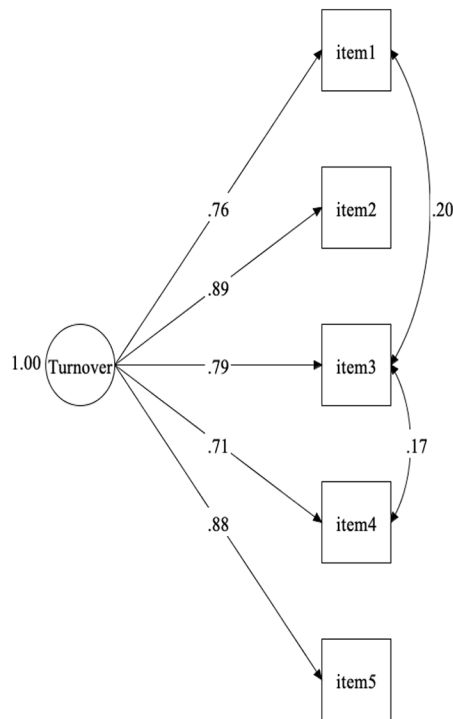 item1
.76
item2
.20
.89
1.00
Turnover
.79
item3
.71
.17
.88
item4
item5